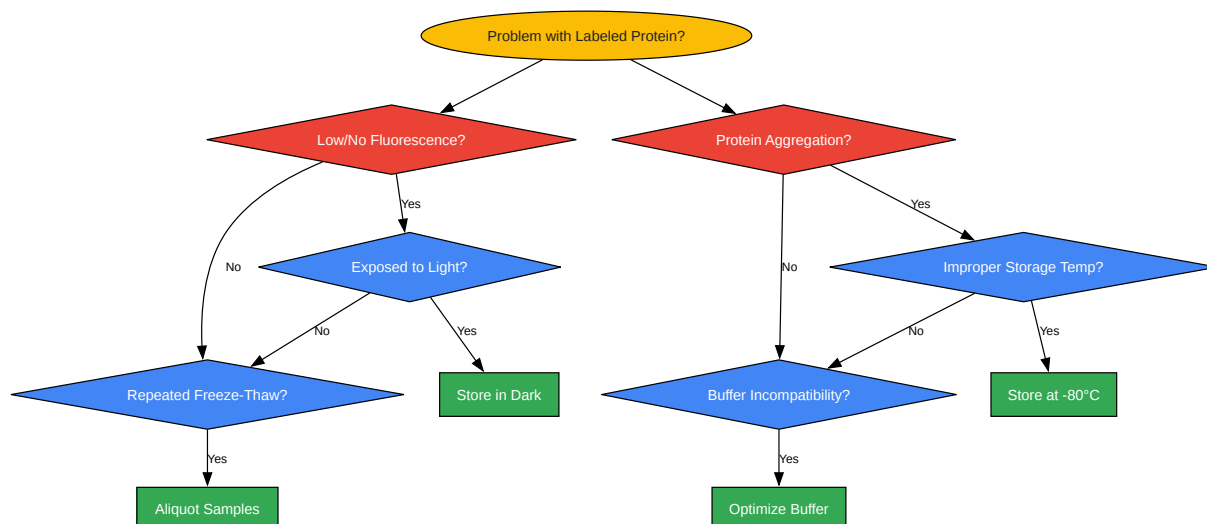 Problem with Labeled Protein?
Low/No Fluorescence?
Protein Aggregation?
Yes
Yes
No
Exposed to Light?
No
Improper Storage Temp?
No
Yes
No
Yes
Repeated Freeze-Thaw?
Store in Dark
Buffer Incompatibility?
Store at -80°C
Yes
Yes
Aliquot Samples
Optimize Buffer